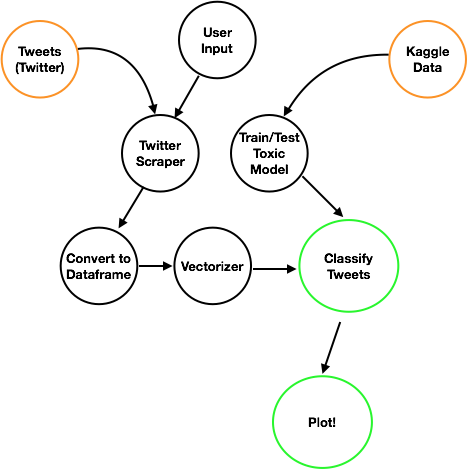 Tweets
(Twitter)
User
Input
Kaggle
Data
Twitter
Scraper
Train/Test
Toxic
Model
Convert to
Dataframe
Vectorizer
Classify
Tweets
Plot!